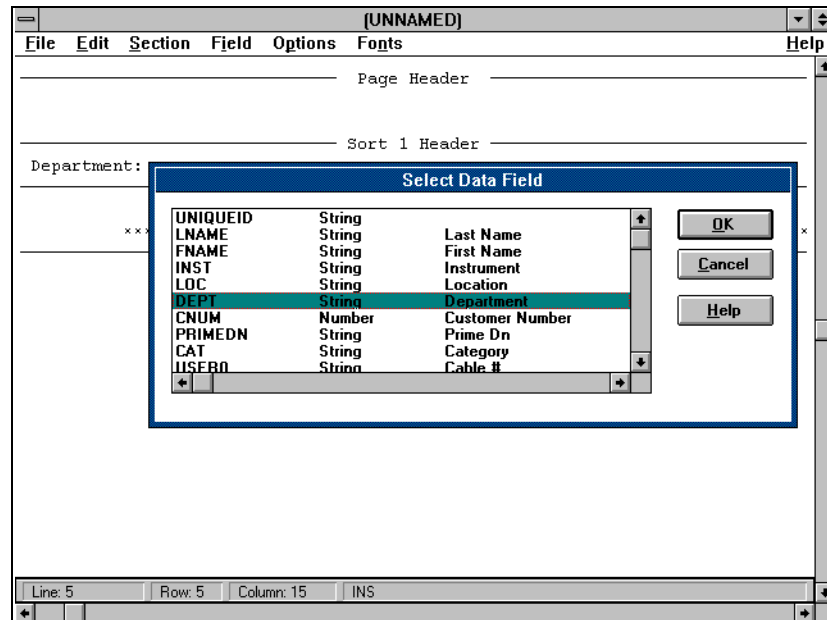 (UNNAMED)
File Edit Section Field Options Fonts Help
Page Header
Sort 1 Header
Department:
Select Data Field
UNIQUEID String
LNAME String Last Name
FNAME String First Name
INST String Instrument
LOC String Location
DEPT String Department
CNUM Number Customer Number
PRIMEDN String Prime Dn
CAT String Category
USER0 String Cable #
OK
Cancel
Help
×××
×
Line: 5 Row: 5 Column: 15 INS